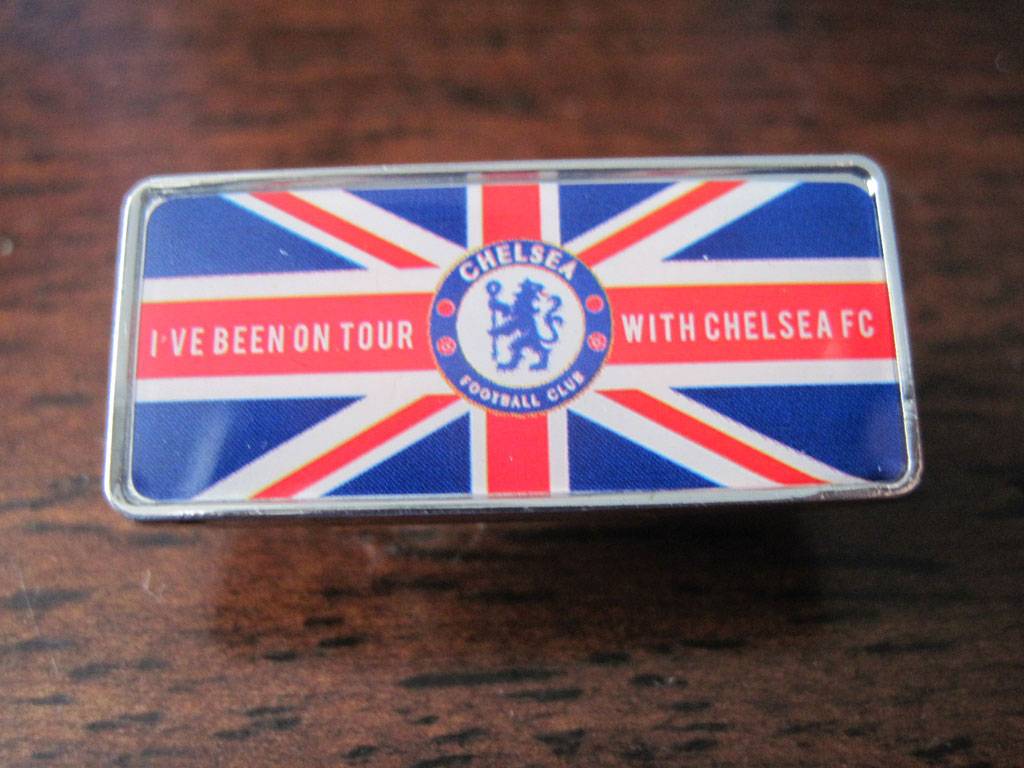 I'VE BEEN ON TOUR
CHELSEA
FOOTBALL CLUB
WITH CHELSEA FC